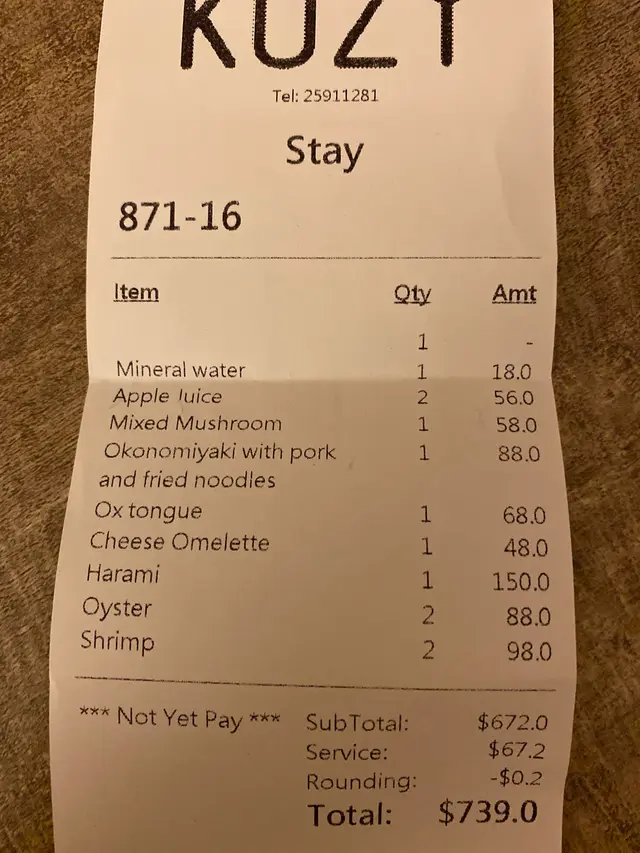 KOZY
Tel: 25911281
Stay
871-16
Item Qty Amt
1 -
Mineral water 1 18.0
Apple Juice 2 56.0
Mixed Mushroom 1 58.0
Okonomiyaki with pork 1 88.0
and fried noodles
Ox tongue 1 68.0
Cheese Omelette 1 48.0
Harami 1 150.0
Oyster 2 88.0
Shrimp 2 98.0
*** Not Yet Pay *** SubTotal: $672.0
Service: $67.2
Rounding: -$0.2
Total: $739.0